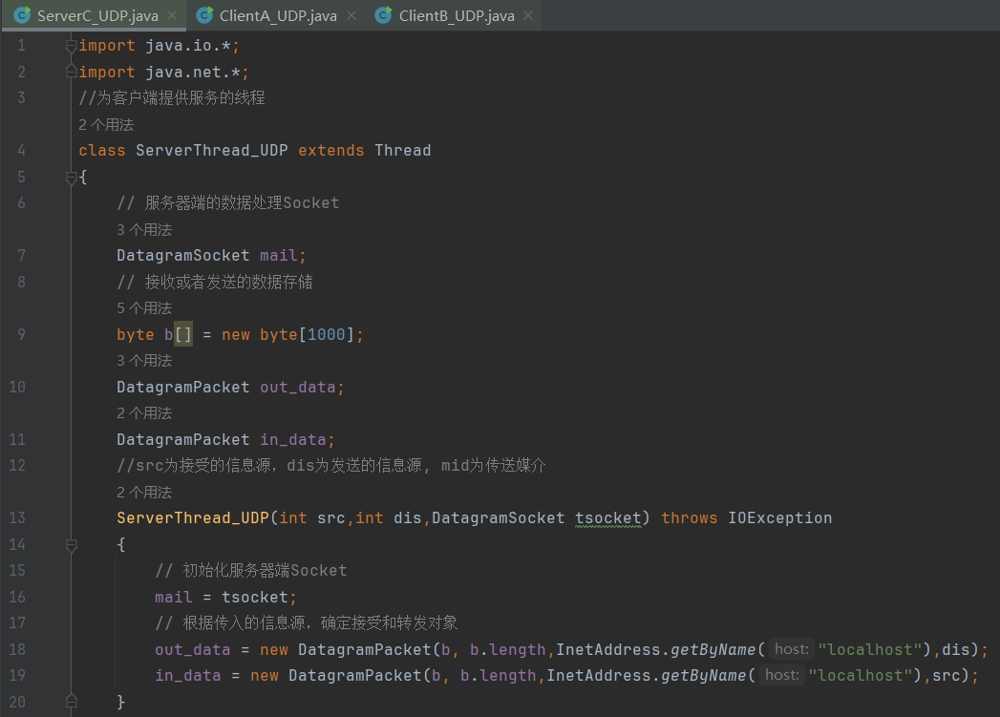 ServerC_UDP.java × ClientA_UDP.java × ClientB_UDP.java ×
1 import java.io.*;
2 import java.net.*;
3 //为客户端提供服务的线程
2 个用法
4 class ServerThread_UDP extends Thread
5 {
6 // 服务器端的数据处理Socket
3 个用法
7 DatagramSocket mail;
8 // 接收或者发送的数据存储
5 个用法
9 byte b[] = new byte[1000];
3 个用法
10 DatagramPacket out_data;
2 个用法
11 DatagramPacket in_data;
12 //src为接受的信息源，dis为发送的信息源, mid为传送媒介
2 个用法
13 ServerThread_UDP(int src,int dis,DatagramSocket tsocket) throws IOException
14 {
15 // 初始化服务器端Socket
16 mail = tsocket;
17 // 根据传入的信息源，确定接受和转发对象
18 out_data = new DatagramPacket(b, b.length,InetAddress.getByName( host: "localhost"),dis);
19 in_data = new DatagramPacket(b, b.length,InetAddress.getByName( host: "localhost"),src);
20 }